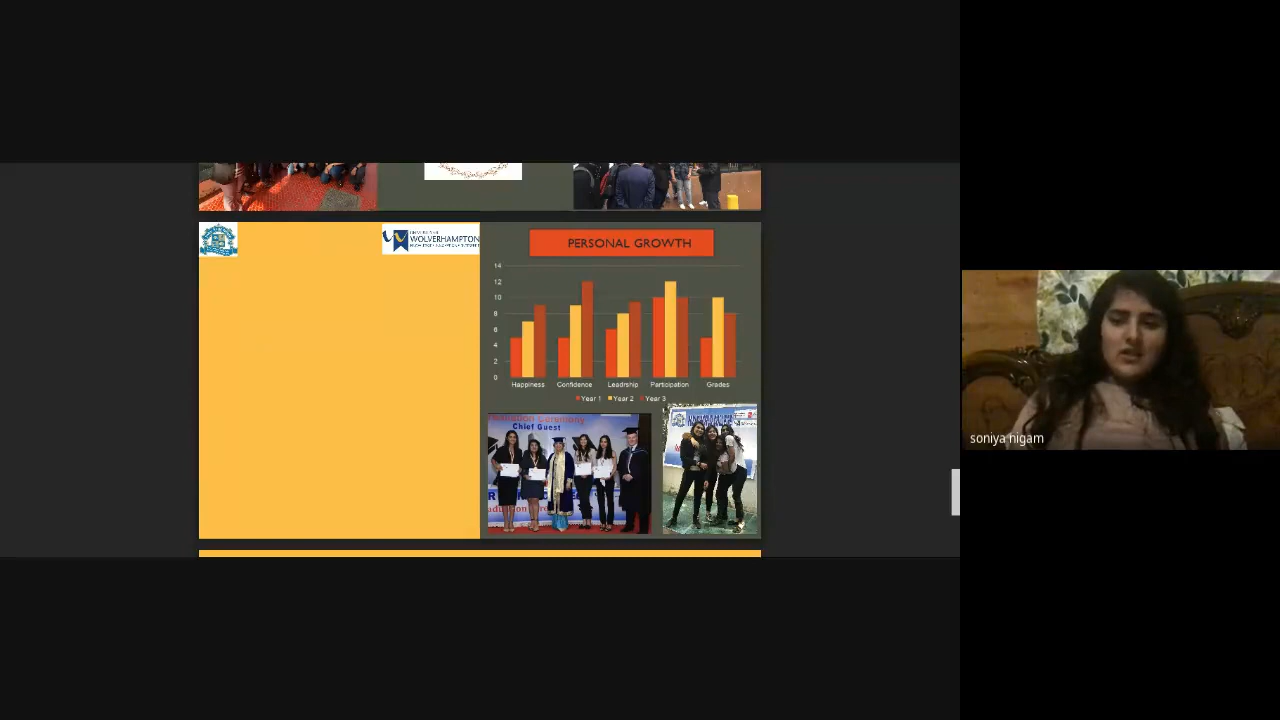 WOLVERHAMPTON
PERSONAL GROWTH
14
12
10
8
6
4
2
0
Happiness Confidence Leadrship Participation Grades
Year 1 Year 2 Year 3
Chief Guest
soniya nigam